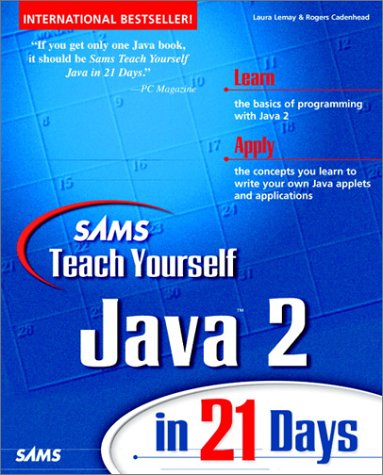 INTERNATIONAL BESTSELLER!
Laura Lemay & Rogers Cadenhead
“If you get only one Java book,
it should be Sams Teach Yourself
Java in 21 Days.”
—PC Magazine
Learn
the basics of programming
with Java 2
Apply
the concepts you learn to
write your own Java applets
and applications
SAMS
Teach Yourself
Java™ 2
in 21 Days
SAMS